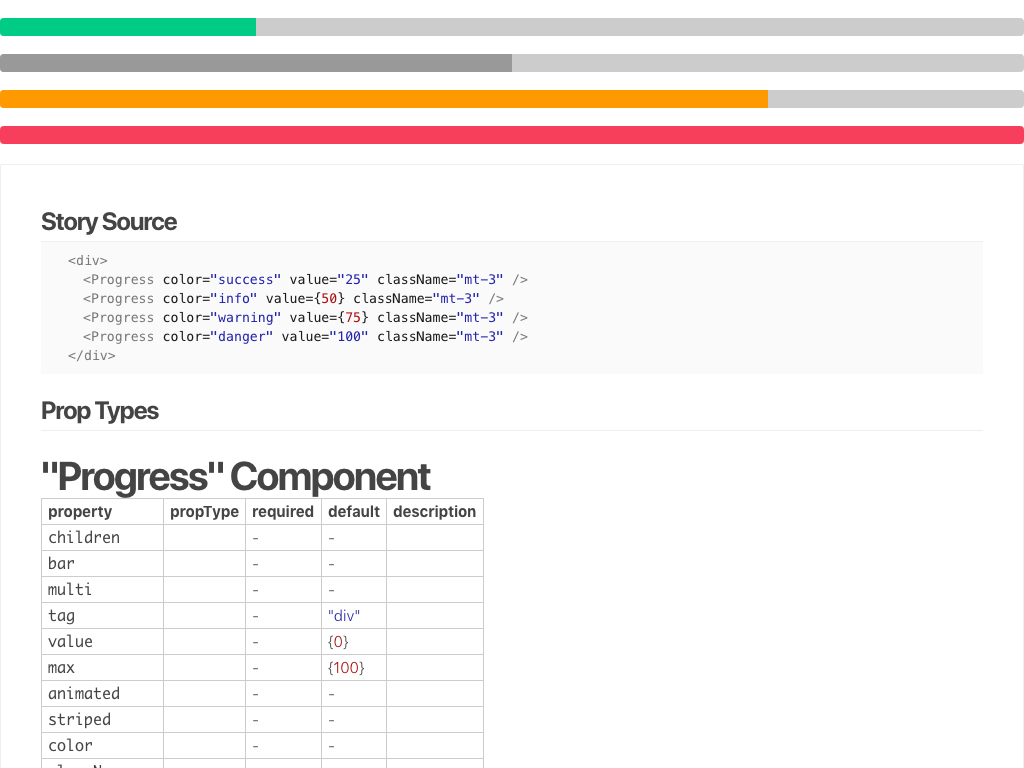 Story Source
<div>
<Progress color="success" value="25" className="mt-3" />
<Progress color="info" value={50} className="mt-3" />
<Progress color="warning" value={75} className="mt-3" />
<Progress color="danger" value="100" className="mt-3" />
</div>
Prop Types
"Progress" Component
property propType required default description
children - -
bar - -
multi - -
tag - "div"
value - {0}
max - {100}
animated - -
striped - -
color - -